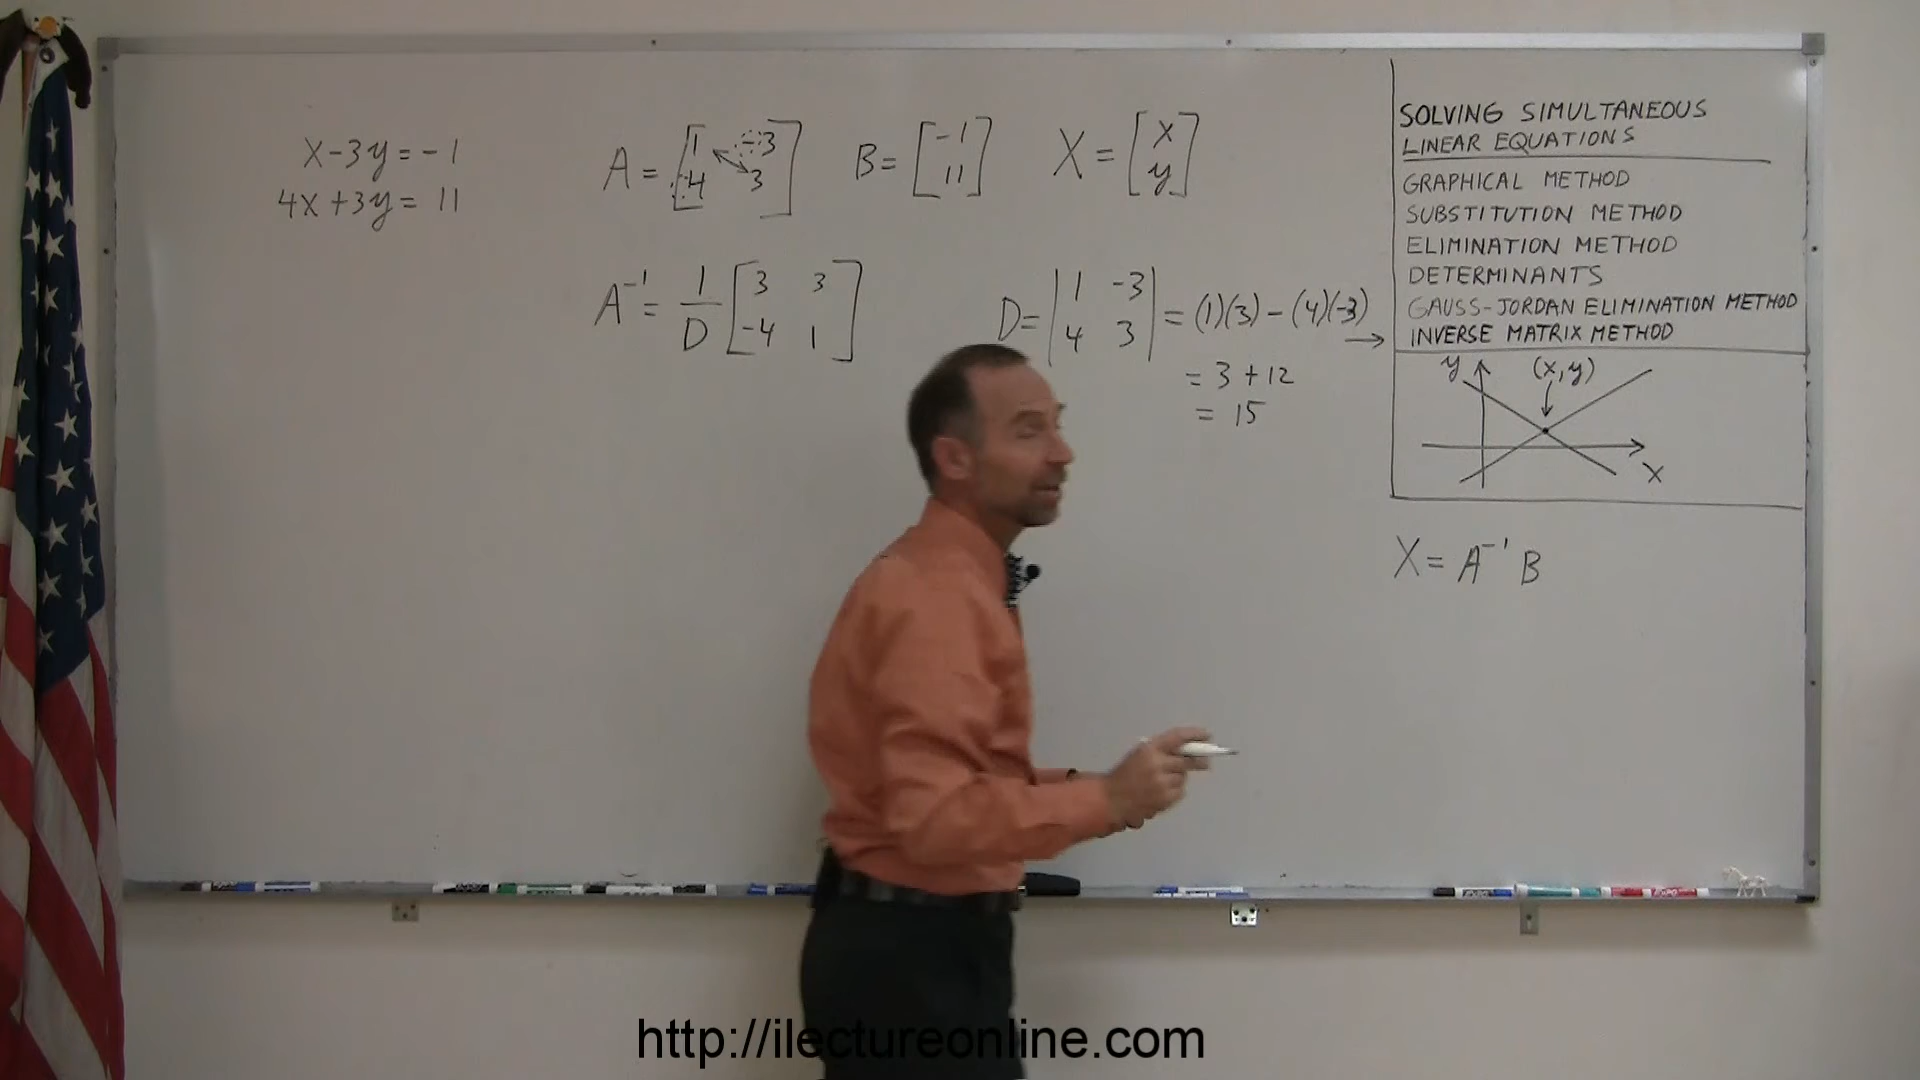 x-3y=-1
4x+3y=11
A=[1 -3
4 3]
B=[-1
11]
X=[x
y]
A⁻¹=1/D[3 3
-4 1]
D=|1 -3
4 3|=(1)(3)-(4)(-3)
=3+12
=15
→
SOLVING SIMULTANEOUS
LINEAR EQUATIONS
GRAPHICAL METHOD
SUBSTITUTION METHOD
ELIMINATION METHOD
DETERMINANTS
GAUSS-JORDAN ELIMINATION METHOD
INVERSE MATRIX METHOD
y
(x,y)
x
X=A⁻¹B
http://ilectureonline.com